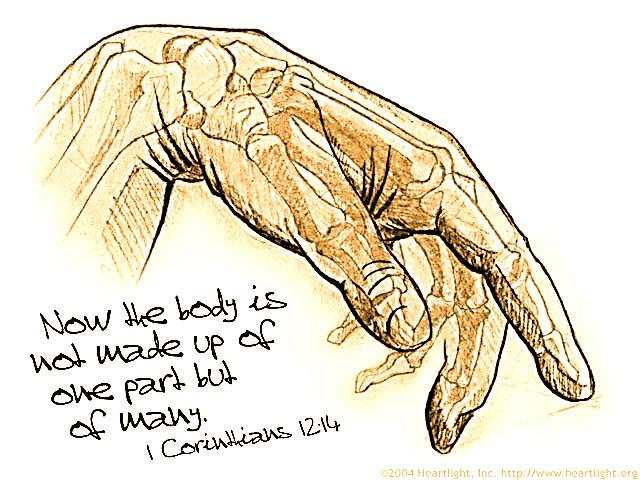 Now the body is
not made up of
one part but
of many.
1 Corinthians 12:14
©2004 Heartlight, Inc. http://www.heartlight.org